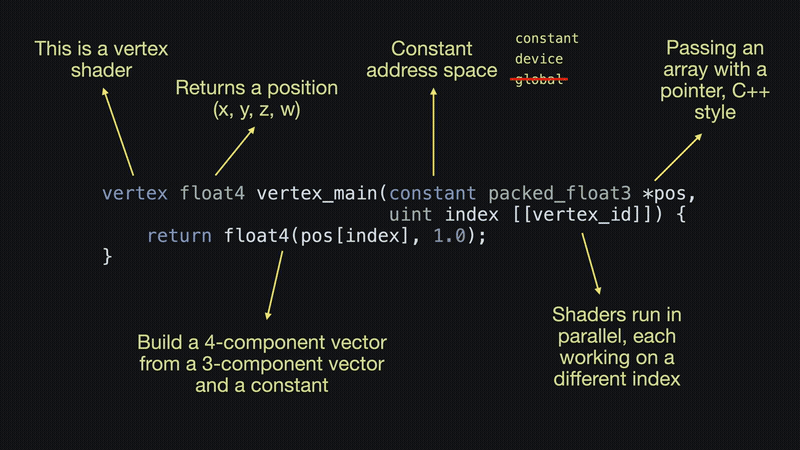 This is a vertex
shader
Returns a position
(x, y, z, w)
Constant
address space
constant
device
global
Passing an
array with a
pointer, C++
style
vertex float4 vertex_main(constant packed_float3 *pos,
uint index [[vertex_id]]) {
return float4(pos[index], 1.0);
}
Build a 4-component vector
from a 3-component vector
and a constant
Shaders run in
parallel, each
working on a
different index